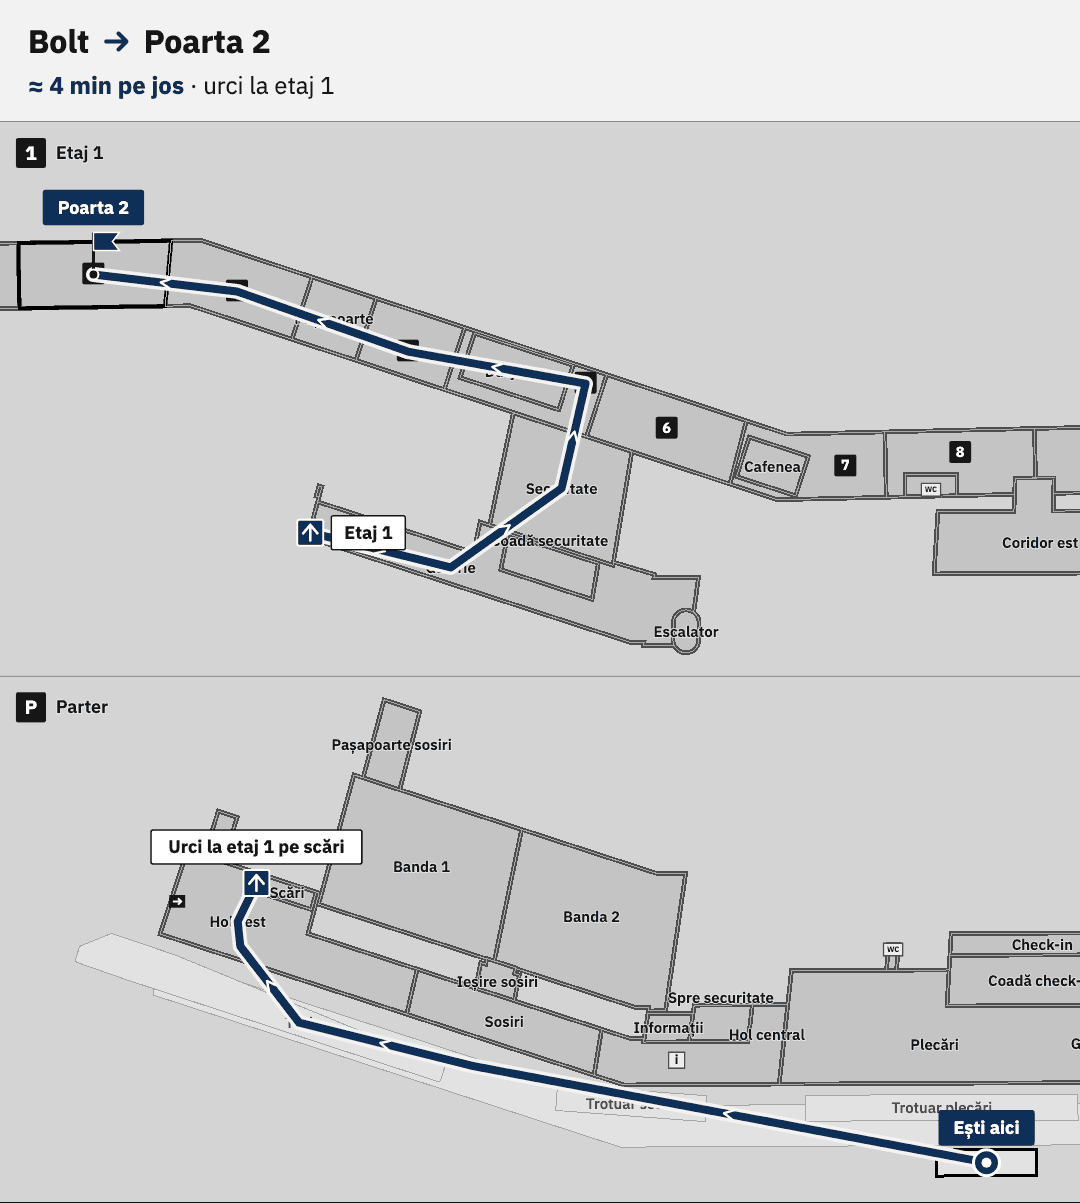 Bolt → Poarta 2
≈ 4 min pe jos · urci la etaj 1
1 Etaj 1
Poarta 2
6
Cafenea
7
8
WC
Coridor est
Etaj 1
Coadă securitate
Escalator
P Parter
Pașapoarte sosiri
Urci la etaj 1 pe scări
Banda 1
Scări
Banda 2
WC
Check-in
Ieșire sosiri
Coadă check-
Spre securitate
Sosiri
Informații
Hol central
Plecări
G
i
Trotuar
Trotuar plecări
Ești aici